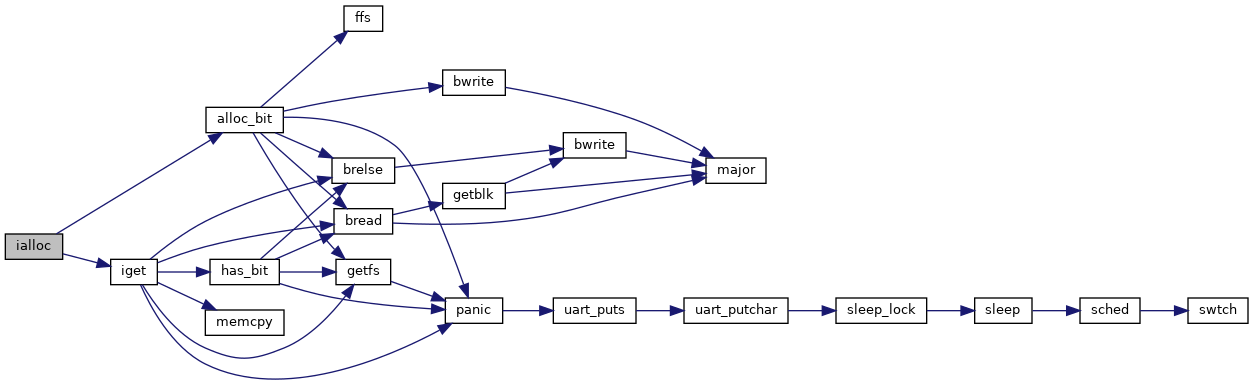 ffs
bwrite
alloc_bit
bwrite
brelse
major
getblk
bread
ialloc
iget
has_bit
getfs
memcpy
panic
uart_puts
uart_putchar
sleep_lock
sleep
sched
swtch